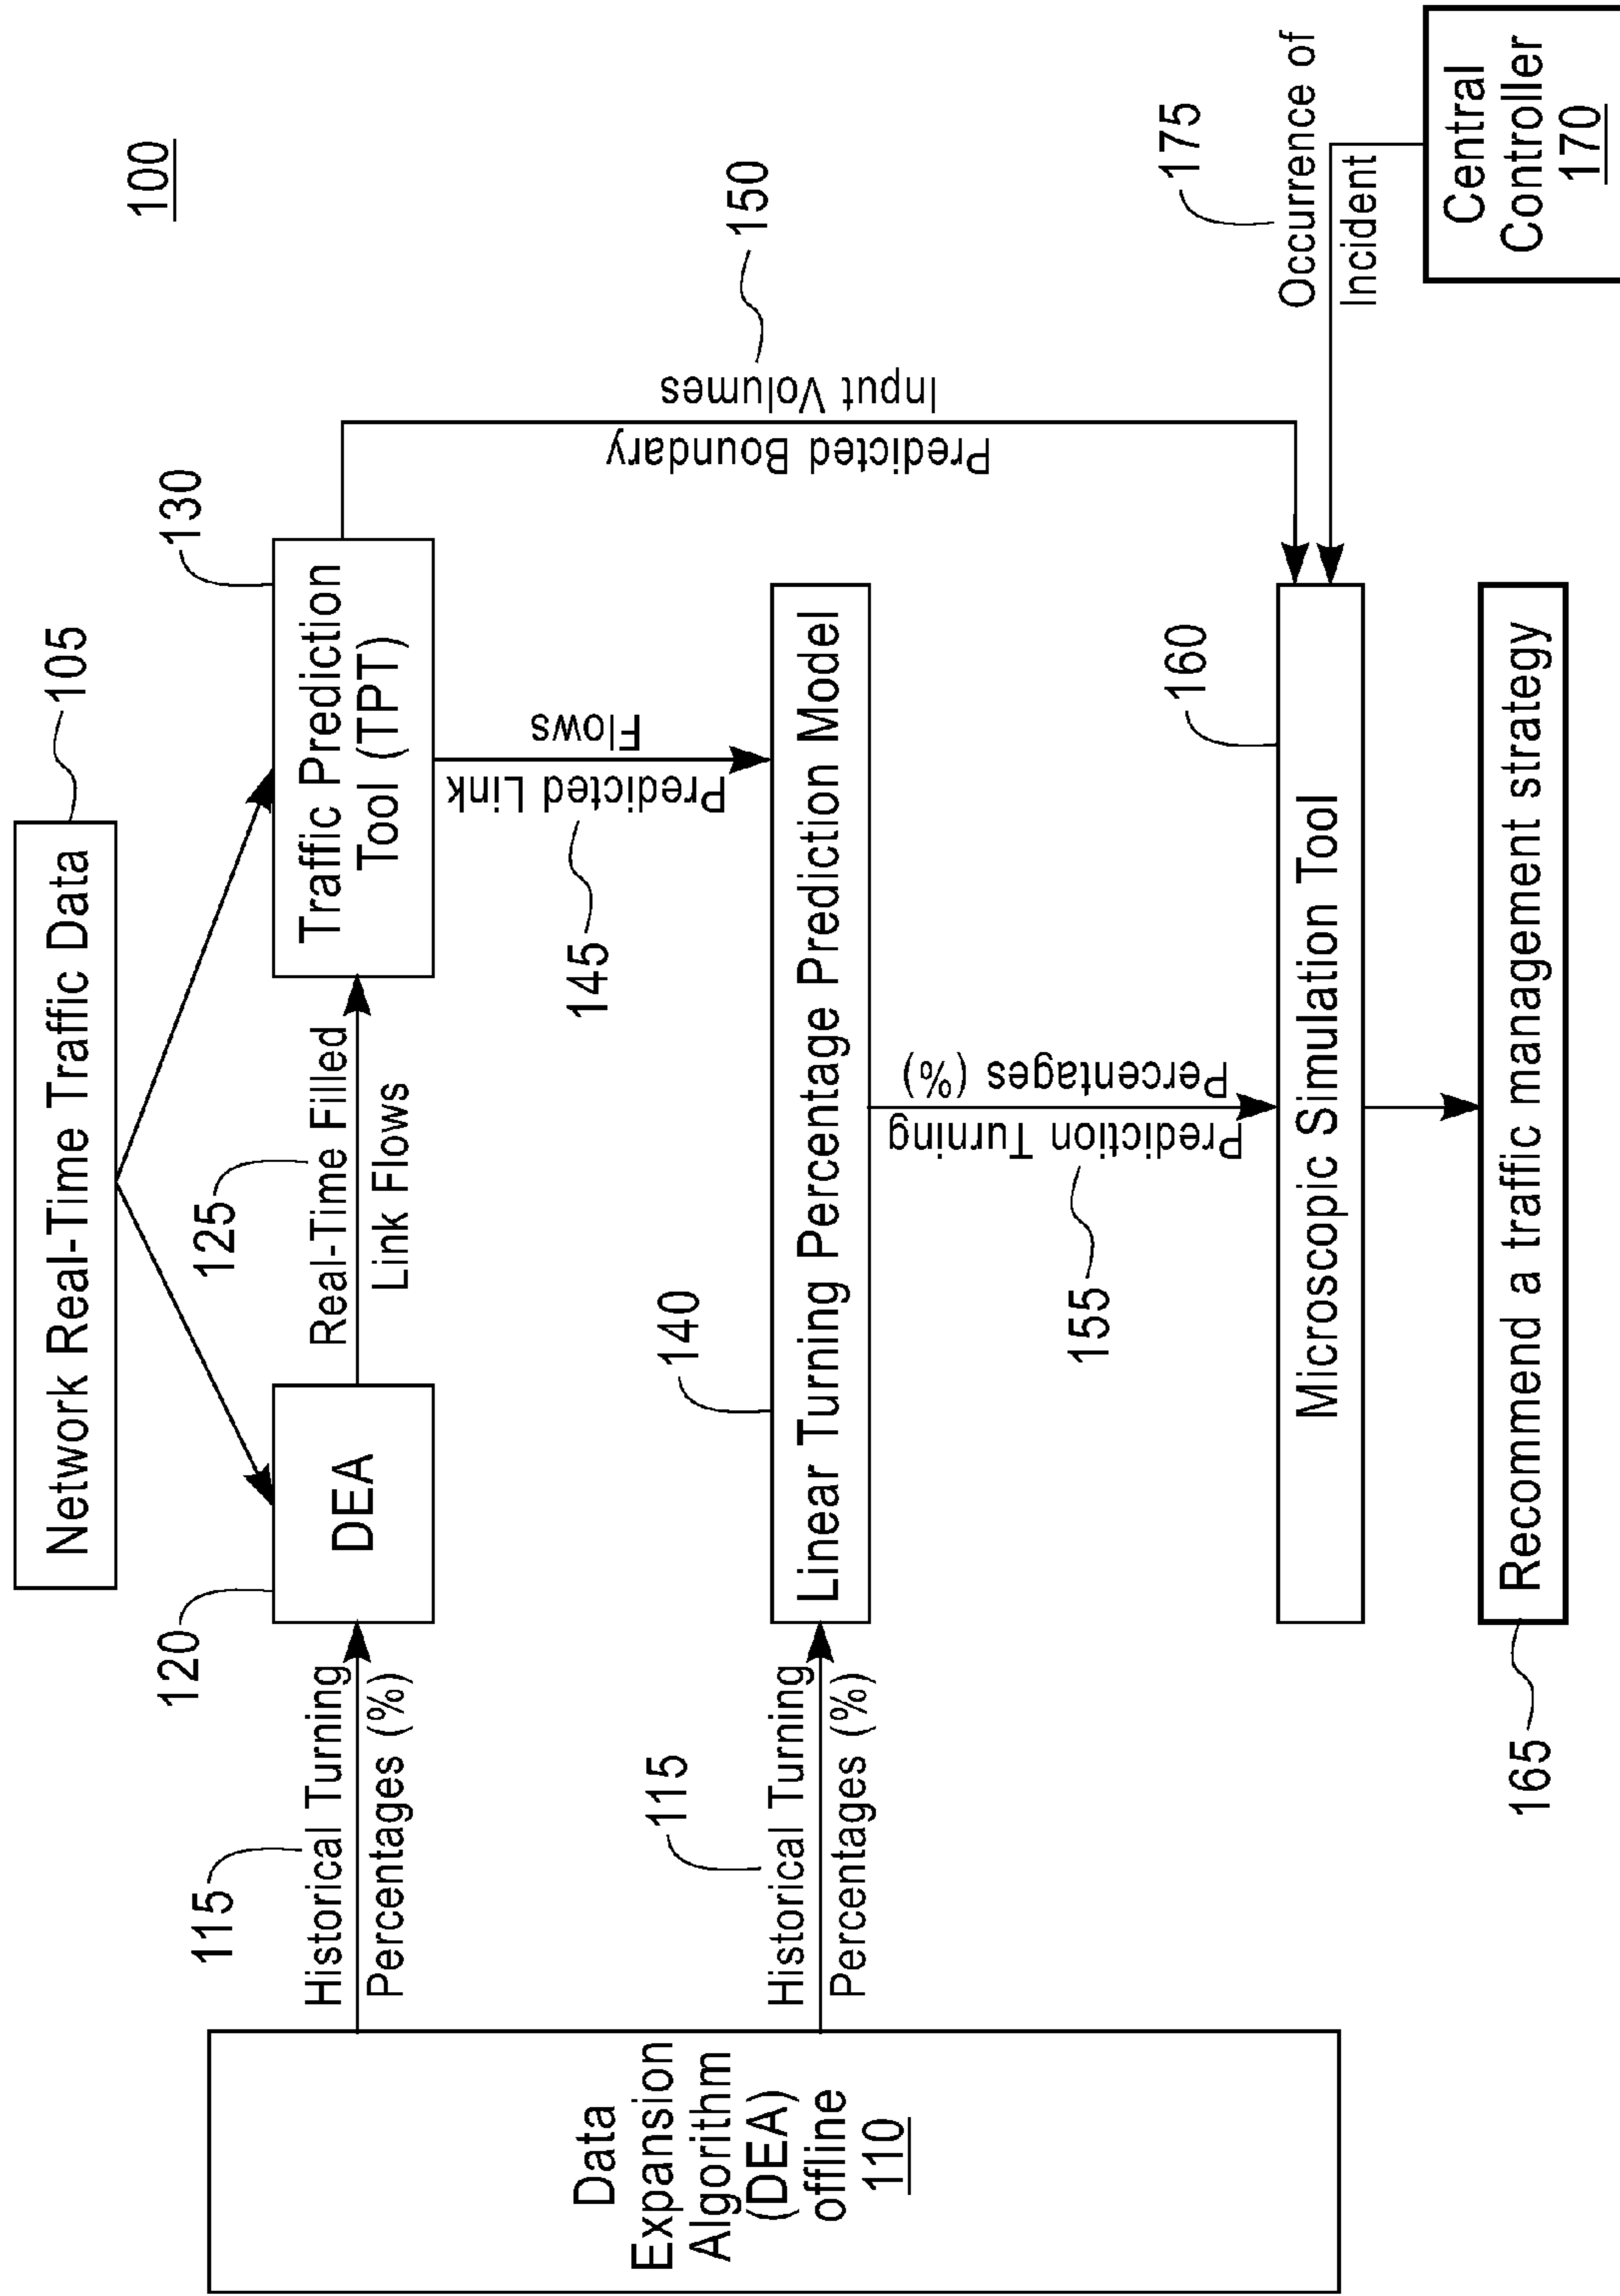 100
Network Real-Time Traffic Data
105
120
DEA
125
Real-Time Filled
Link Flows
130
Traffic Prediction
Tool (TPT)
115
Historical Turning
Percentages (%)
Data
Expansion
Algorithm
(DEA)
offline
110
145
Predicted Link
Flows
Predicted Boundary
Input Volumes
150
115
Historical Turning
Percentages (%)
140
Linear Turning Percentage Prediction Model
155
Prediction Turning
Percentages (%)
160
Microscopic Simulation Tool
175
Occurrence of
Incident
Central
Controller
170
165
Recommend a traffic management strategy